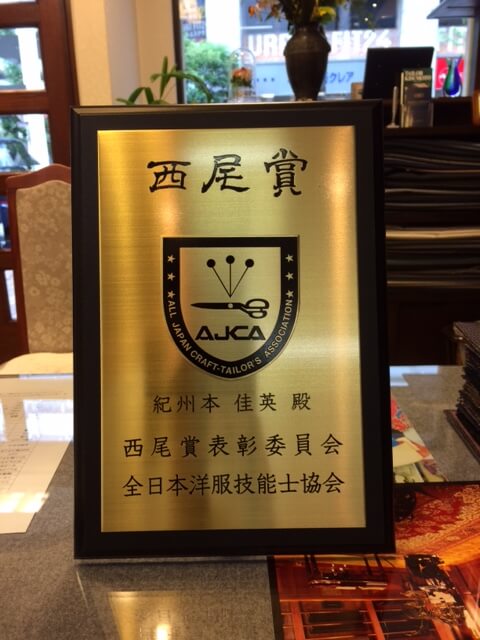 西尾賞
AJCA
ALL JAPAN CRAFT-TAILOR'S ASSOCIATION
紀州本 佳英 殿
西尾賞表彰委員会
全日本洋服技能士協会